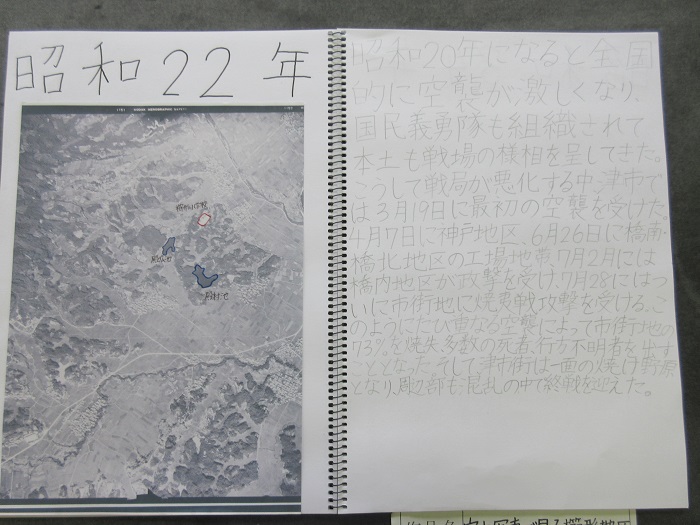 昭和22年
昭和20年になると全国
的に空襲が激しくなり、
国民義勇隊も組織されて
本土も戦場の様相を呈してきた。
こうして戦局が悪化する中、津市で
は3月19日に最初の空襲を受けた。
4月7日に神戸地区、6月26日に橋南・
橋北地区の工場地帯、7月2月には
橋内地区が攻撃を受け、7月28にはつ
いに市街地に焼夷戦攻撃を受ける。こ
のようにたび重なる空襲によって市街地の
73%を焼失、多数の死者、行方不明者を出す
こととなった。そして津市街は一面の焼け野原
となり、周辺部も混乱の中で終戦を迎えた。